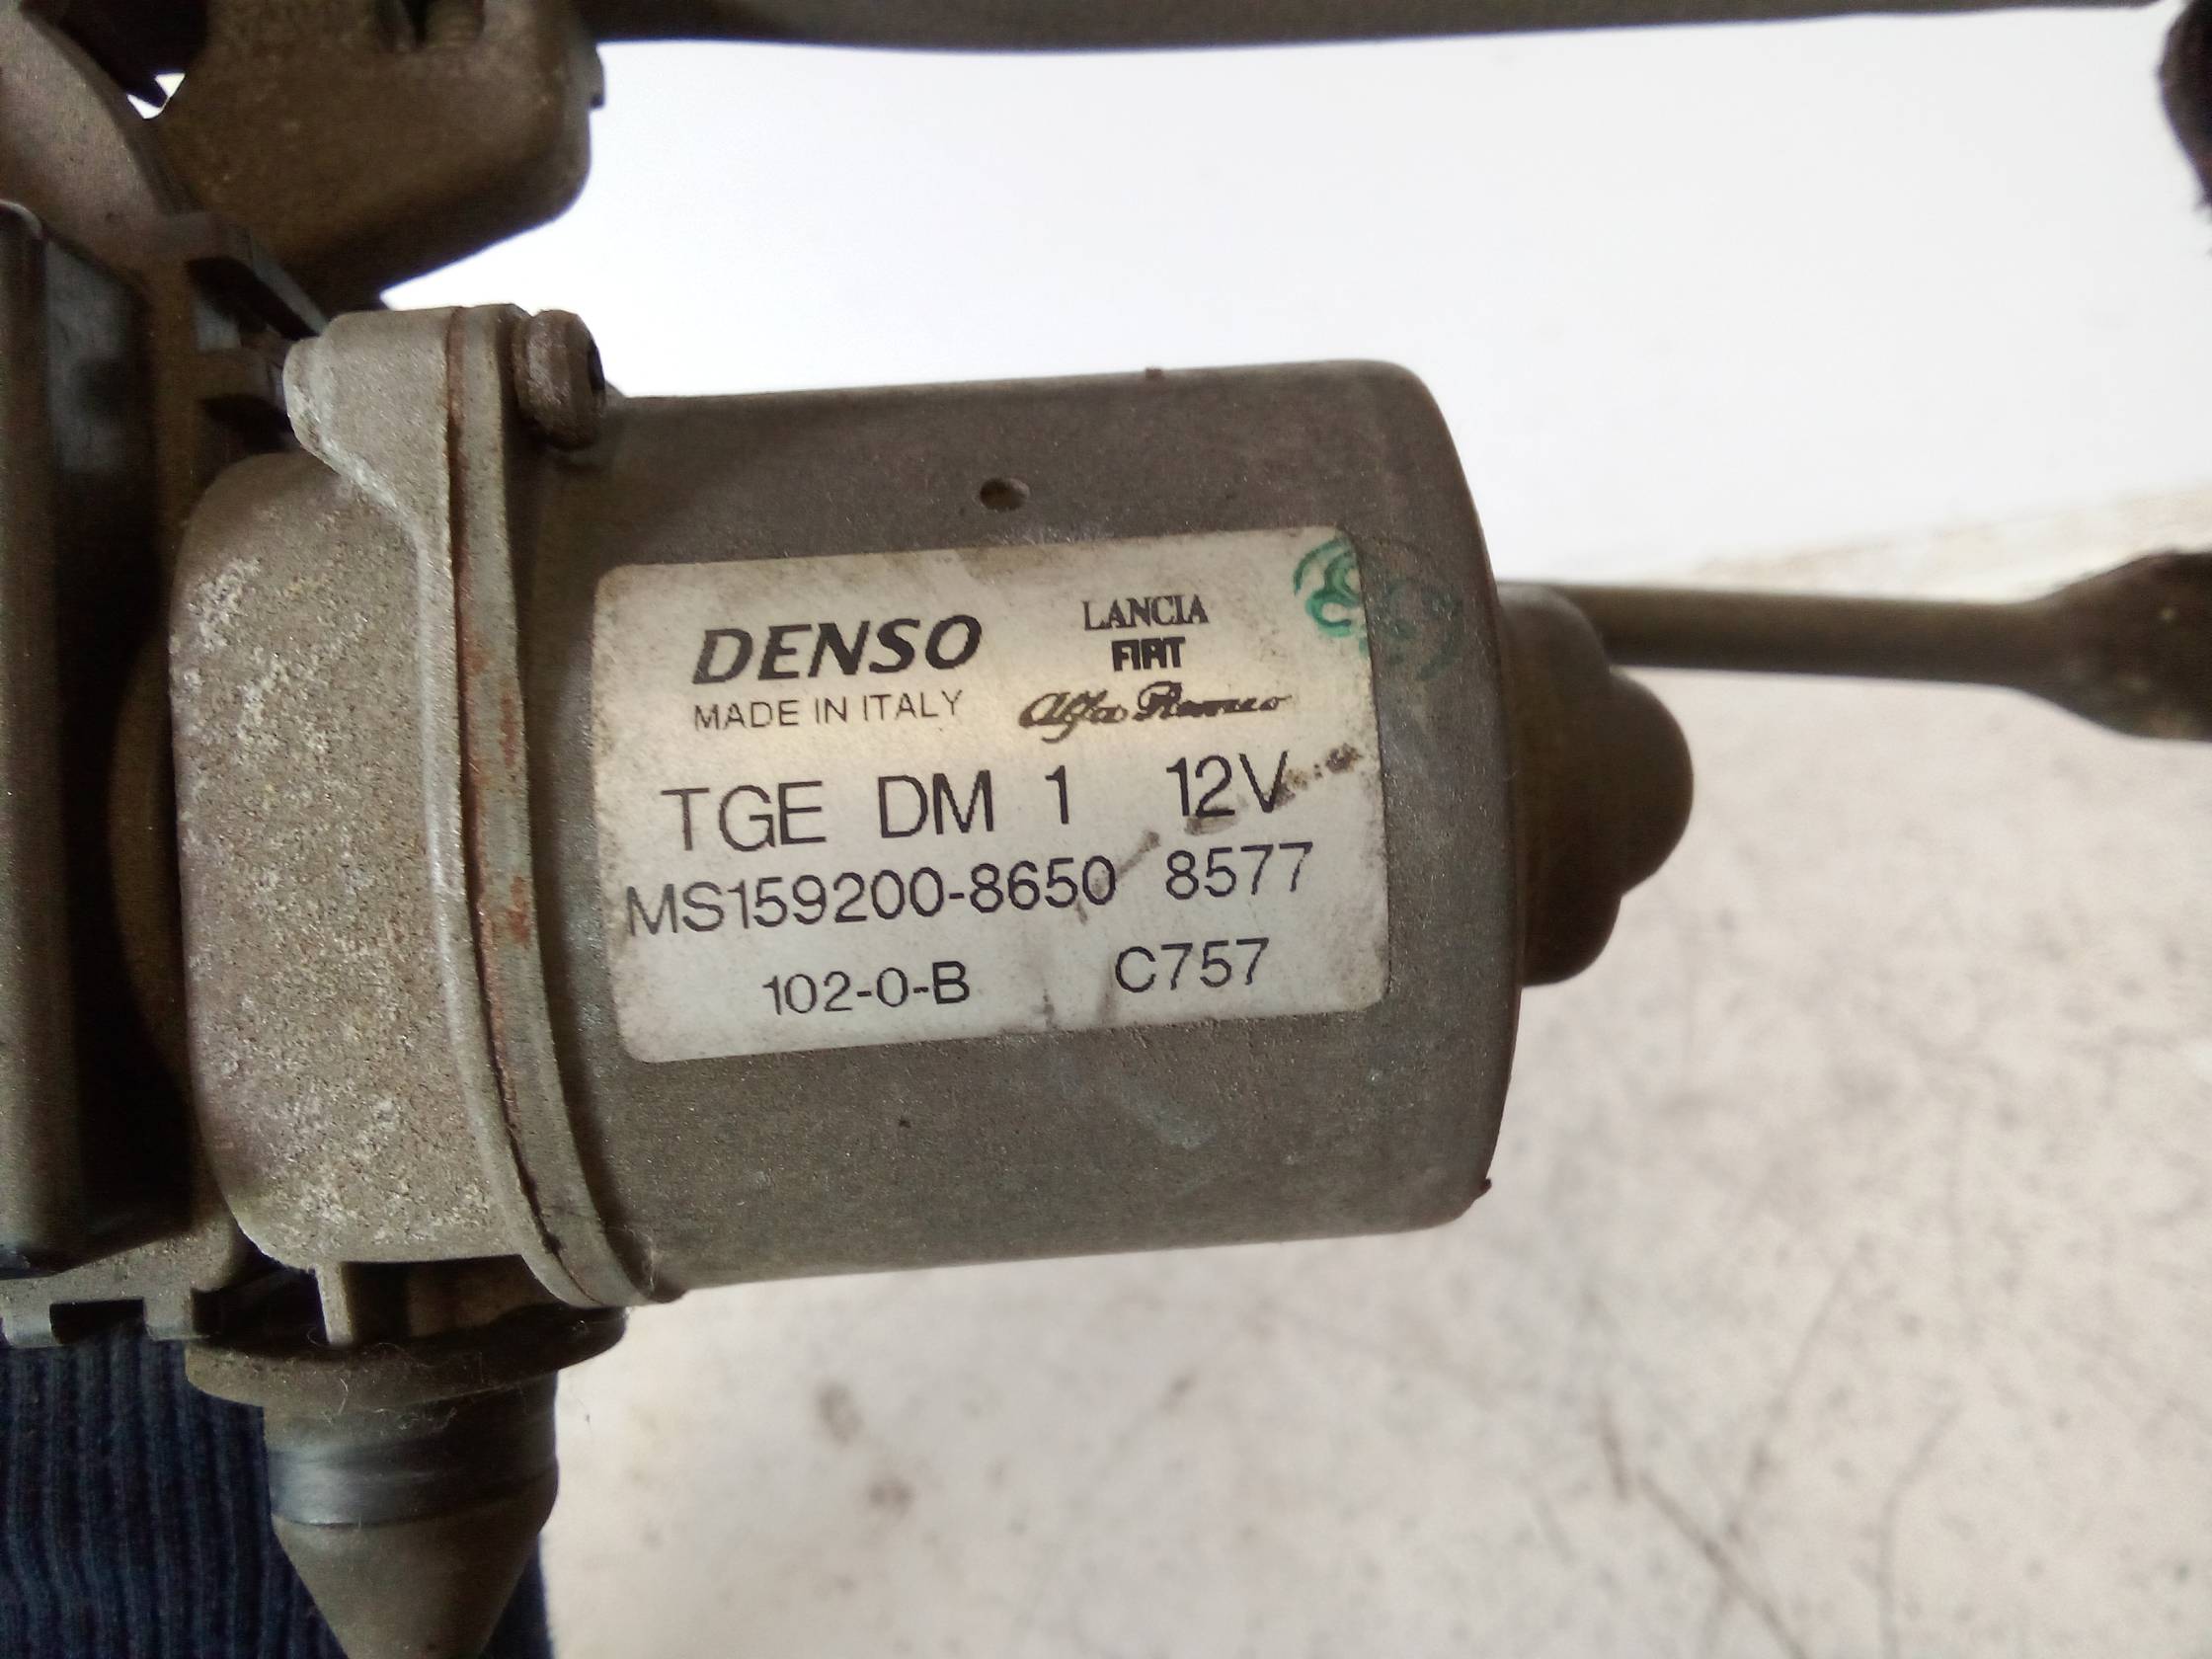 DENSO
MADE IN ITALY
LANCIA
FIAT
Alfa Romeo
TGE DM 1 12V
MS159200-8650 8577
102-0-B C757